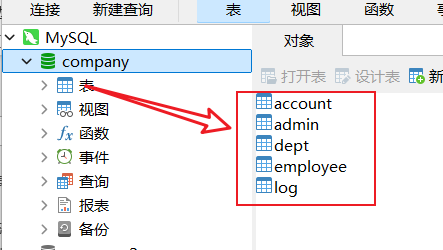 连接 新建查询 表 视图 函数
MySQL
company
表
视图
函数
事件
查询
报表
备份
对象
打开表 设计表
account
admin
dept
employee
log